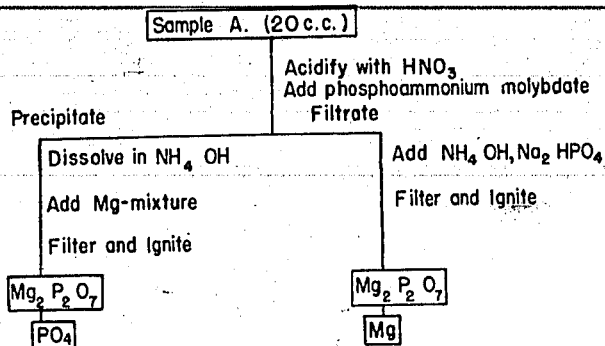 Sample A. (20 c.c.)
Acidify with HNO₃
Add phosphoammonium molybdate
Precipitate
Filtrate
Dissolve in NH₄ OH
Add Mg-mixture
Filter and Ignite
Mg₂ P₂ O₇
PO₄
Add NH₄ OH, Na₂ HPO₄
Filter and Ignite
Mg₂ P₂ O₇
Mg